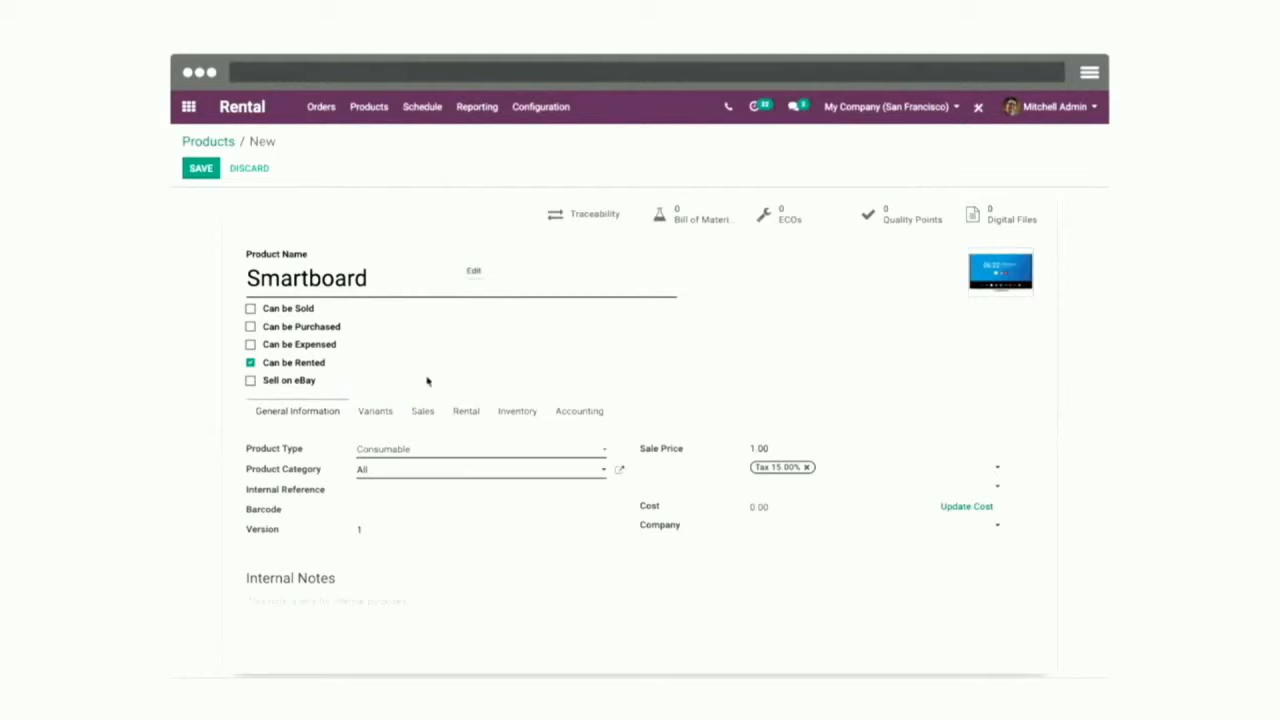 Rental Orders Products Schedule Reporting Configuration My Company (San Francisco) Mitchell Admin
Products / New
SAVE DISCARD
Traceability
0
Bill of Materi..
0
ECOs
0
Quality Points
0
Digital Files
Product Name
Smartboard
Edit
Can be Sold
Can be Purchased
Can be Expensed
Can be Rented
Sell on eBay
General Information Variants Sales Rental Inventory Accounting
Product Type Consumable
Product Category All
Internal Reference
Barcode
Version 1
Sale Price 1.00
Tax 15.00% ×
Cost 0.00 Update Cost
Company
Internal Notes